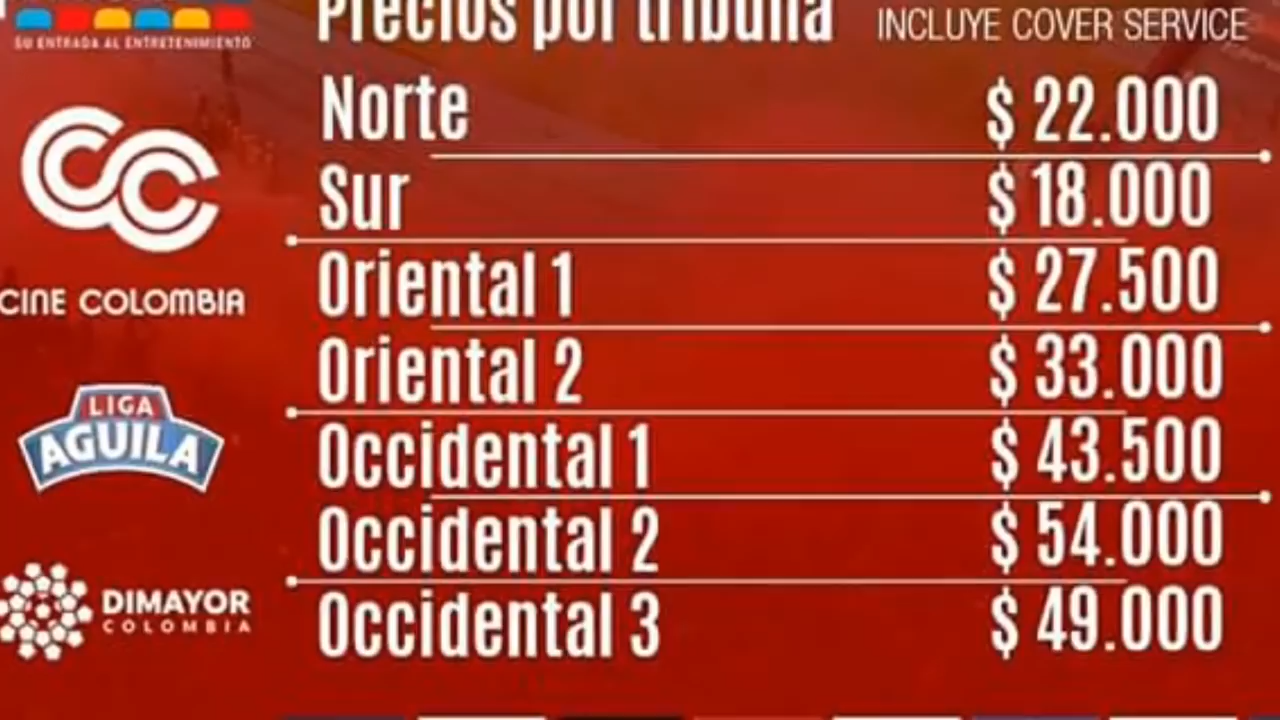 SU ENTRADA AL ENTRETENIMIENTO
Precios por tribuna
INCLUYE COVER SERVICE
Norte $ 22.000
Sur $ 18.000
Oriental 1 $ 27.500
Oriental 2 $ 33.000
Occidental 1 $ 43.500
Occidental 2 $ 54.000
Occidental 3 $ 49.000
CINE COLOMBIA
LIGA
AGUILA
DIMAYOR
COLOMBIA